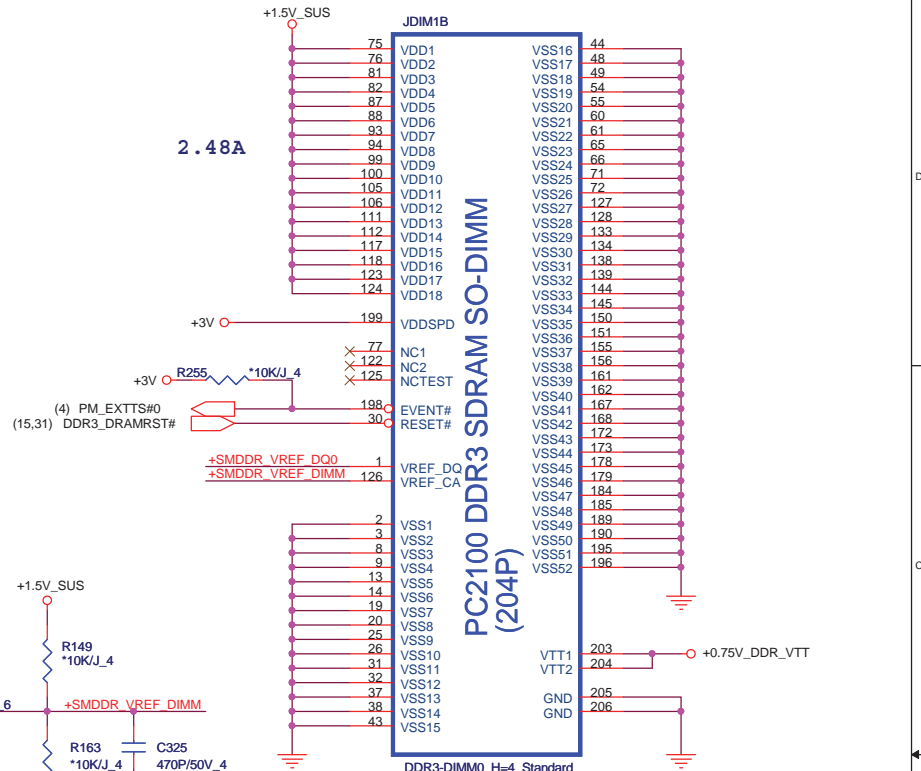 +1.5V_SUS
JDIM1B
2.48A
75 VDD1 VSS16 44
76 VDD2 VSS17 48
81 VDD3 VSS18 49
82 VDD4 VSS19 54
87 VDD5 VSS20 55
88 VDD6 VSS21 60
93 VDD7 VSS22 61
94 VDD8 VSS23 65
99 VDD9 VSS24 66
100 VDD10 VSS25 71
105 VDD11 VSS26 72
106 VDD12 VSS27 127
111 VDD13 VSS28 128
112 VDD14 VSS29 133
117 VDD15 VSS30 134
118 VDD16 VSS31 138
123 VDD17 VSS32 139
124 VDD18 VSS33 144
VSS34 145
+3V 199 VDDSPD VSS35 150
VSS36 151
77 NC1 VSS37 155
122 NC2 VSS38 156
125 NCTEST VSS39 161
+3V R255 *10K/J_4
VSS40 162
(4) PM_EXTTS#0 198 EVENT# VSS41 167
(15,31) DDR3_DRAMRST# 30 RESET# VSS42 168
VSS43 172
VSS44 173
+SMDDR_VREF_DQ0 1 VREF_DQ VSS45 178
+SMDDR_VREF_DIMM 126 VREF_CA VSS46 179
VSS47 184
VSS48 185
2 VSS1 VSS49 189
3 VSS2 VSS50 190
8 VSS3 VSS51 195
9 VSS4 VSS52 196
13 VSS5
14 VSS6
19 VSS7
20 VSS8
25 VSS9
26 VSS10 VTT1 203 +0.75V_DDR_VTT
31 VSS11 VTT2 204
32 VSS12
37 VSS13 GND 205
38 VSS14 GND 206
43 VSS15
PC2100 DDR3 SDRAM SO-DIMM
(204P)
DDR3-DIMM0_H=4_Standard
+1.5V_SUS
R149
*10K/J_4
_6 +SMDDR_VREF_DIMM
R163 C325
*10K/J_4 470P/50V_4
D
C